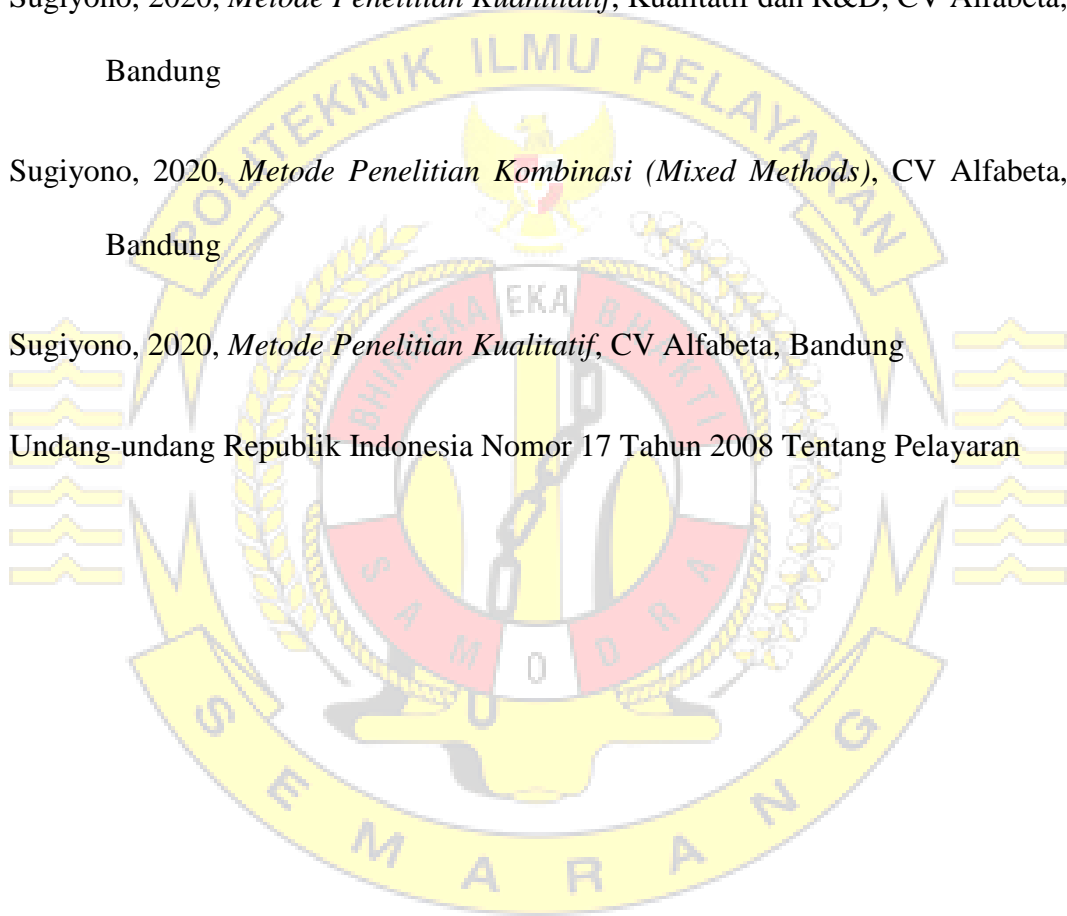 Sugiyono, 2020, Metode Penelitian Kuantitatif, Kualitatif dan R&D, CV Alfabeta,
Bandung
Sugiyono, 2020, Metode Penelitian Kombinasi (Mixed Methods), CV Alfabeta,
Bandung
Sugiyono, 2020, Metode Penelitian Kualitatif, CV Alfabeta, Bandung
Undang-undang Republik Indonesia Nomor 17 Tahun 2008 Tentang Pelayaran
POLITEKNIK ILMU PELAYARAN
BHINNEKA EKA BHAKTI
SAMODRA
SEMARANG